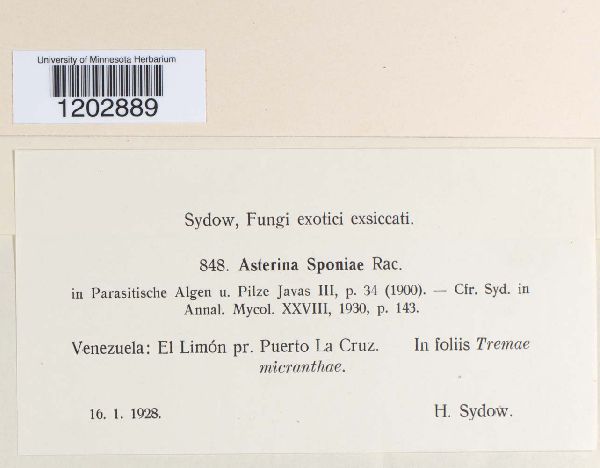 University of Minnesota Herbarium
1202889
Sydow, Fungi exotici exsiccati.
848. Asterina Sponiae Rac.
in Parasitische Algen u. Pilze Javas III, p. 34 (1900). — Cfr. Syd. in
Annal. Mycol. XXVIII, 1930, p. 143.
Venezuela: El Limón pr. Puerto La Cruz. In foliis Tremae
micranthae.
16. 1. 1928. H. Sydow.